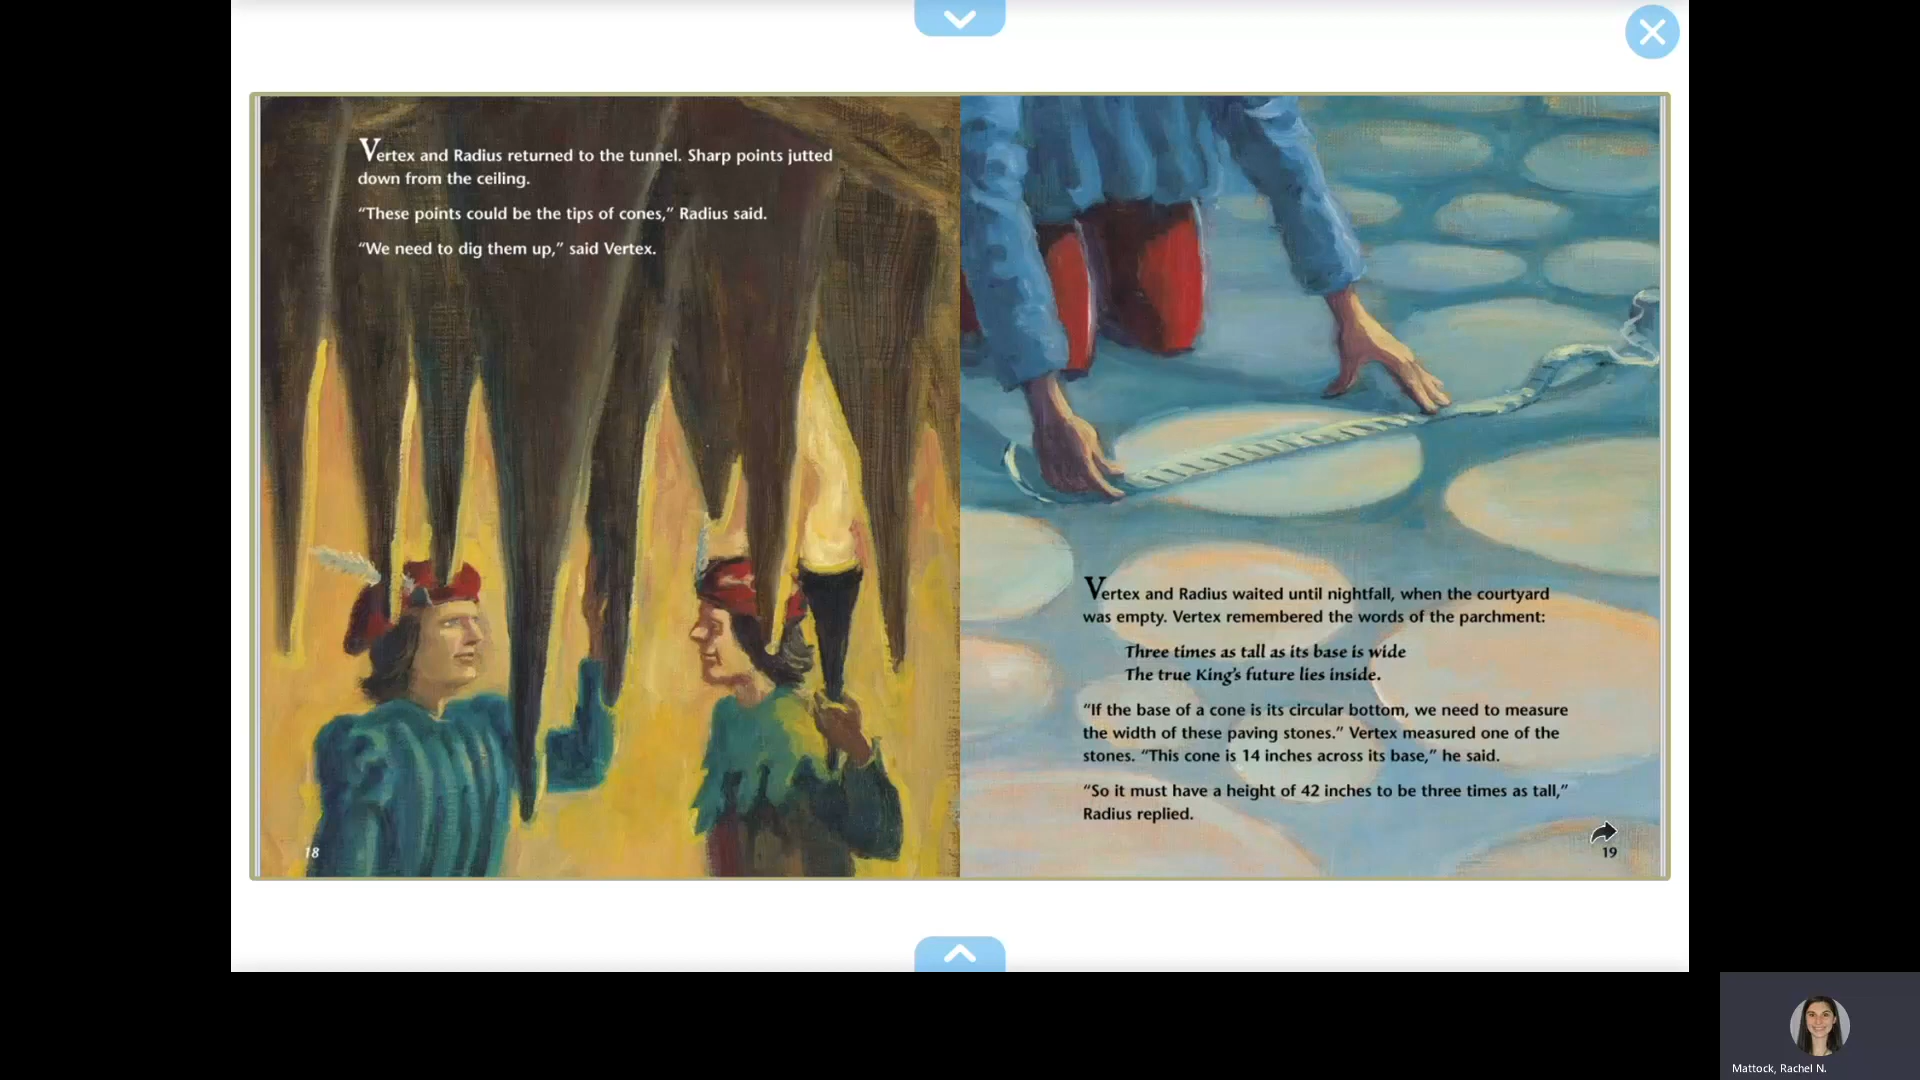 Vertex and Radius returned to the tunnel. Sharp points jutted
down from the ceiling.
“These points could be the tips of cones,” Radius said.
“We need to dig them up,” said Vertex.
18
Vertex and Radius waited until nightfall, when the courtyard
was empty. Vertex remembered the words of the parchment:
Three times as tall as its base is wide
The true King’s future lies inside.
“If the base of a cone is its circular bottom, we need to measure
the width of these paving stones.” Vertex measured one of the
stones. “This cone is 14 inches across its base,” he said.
“So it must have a height of 42 inches to be three times as tall,”
Radius replied.
19
Mattock, Rachel N.